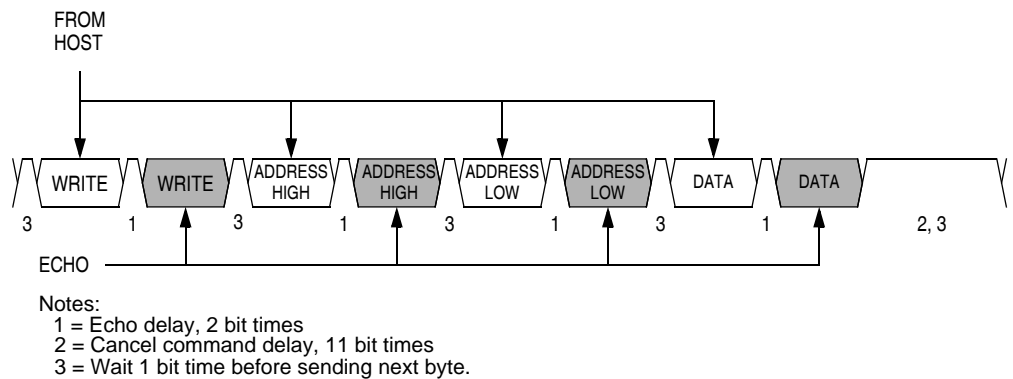 FROM
HOST
WRITE WRITE ADDRESS HIGH ADDRESS HIGH ADDRESS LOW ADDRESS LOW DATA DATA
3 1 3 1 3 1 3 1 2, 3
ECHO
Notes:
1 = Echo delay, 2 bit times
2 = Cancel command delay, 11 bit times
3 = Wait 1 bit time before sending next byte.